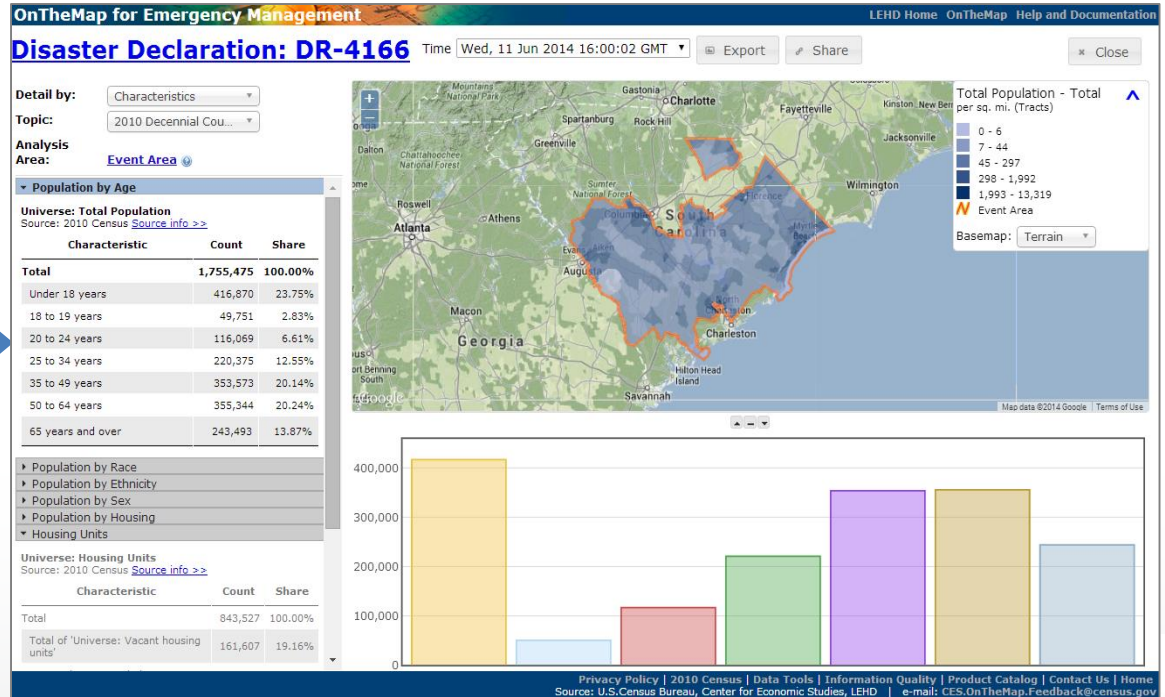 OnTheMap for Emergency Management
LEHD Home OnTheMap Help and Documentation
Disaster Declaration: DR-4166 Time Wed, 11 Jun 2014 16:00:02 GMT Export Share Close
Detail by: Characteristics
Topic: 2010 Decennial Cou...
Analysis
Area: Event Area
Population by Age
Universe: Total Population
Source: 2010 Census Source info >>
Characteristic Count Share
Total 1,755,475 100.00%
Under 18 years 416,870 23.75%
18 to 19 years 49,751 2.83%
20 to 24 years 116,069 6.61%
25 to 34 years 220,375 12.55%
35 to 49 years 353,573 20.14%
50 to 64 years 355,344 20.24%
65 years and over 243,493 13.87%
Population by Race
Population by Ethnicity
Population by Sex
Population by Housing
Housing Units
Universe: Housing Units
Source: 2010 Census Source info >>
Characteristic Count Share
Total 843,527 100.00%
Total of 'Universe: Vacant housing
units' 161,607 19.16%
+
−
Mountains
National Park
Gastonia
Charlotte
Fayetteville
Kinston
New Bern
Spartanburg
Rock Hill
Jacksonville
Greenville
Dalton
Chattahoochee
National Forest
Wilmington
Sumter
National Forest
Florence
Roswell
Athens
Columbia
South
Carolina
Atlanta
Myrtle
Augusta
Macon
North
Charleston
Charleston
Georgia
Hilton Head
Island
Savannah
Fort Benning
South
Google
Map data ©2014 Google Terms of Use
Total Population - Total
per sq. mi. (Tracts)
0 - 6
7 - 44
45 - 297
298 - 1,992
1,993 - 13,319
Event Area
Basemap: Terrain
400,000
300,000
200,000
100,000
0
Privacy Policy | 2010 Census | Data Tools | Information Quality | Product Catalog | Contact Us | Home
Source: U.S.Census Bureau, Center for Economic Studies, LEHD | e-mail: CES.OnTheMap.Feedback@census.gov